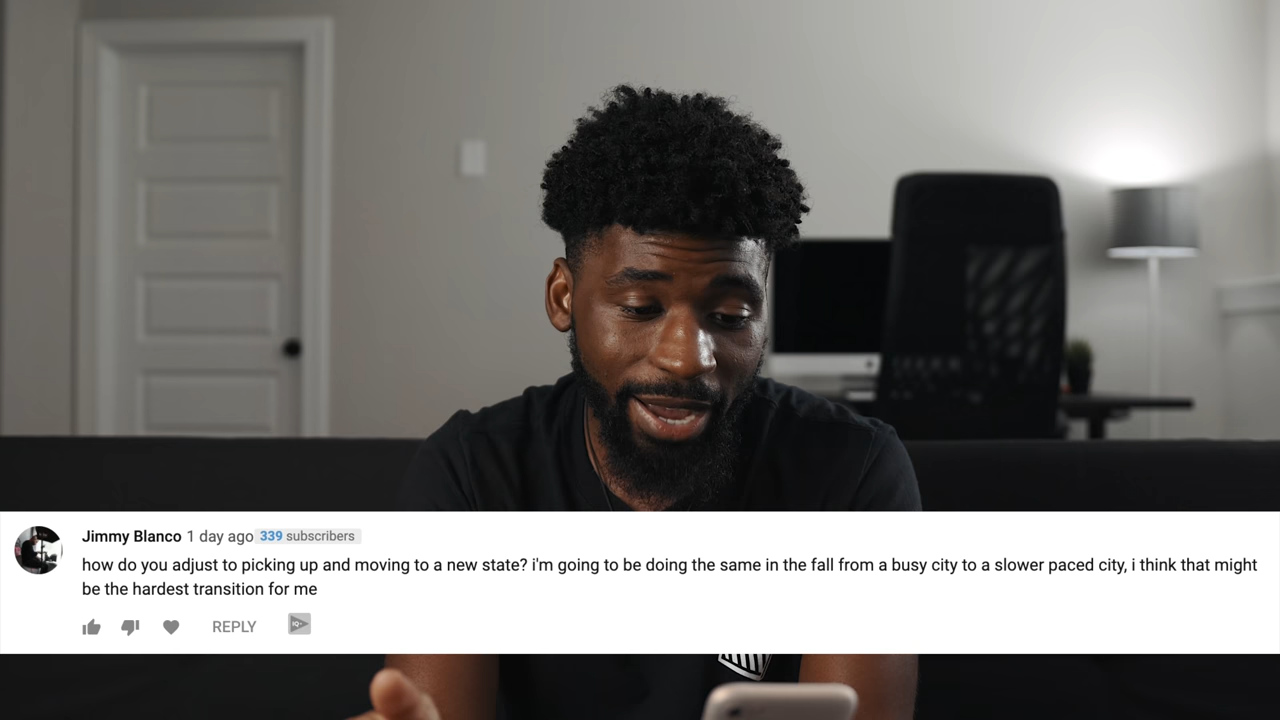 Jimmy Blanco 1 day ago 339 subscribers
how do you adjust to picking up and moving to a new state? i'm going to be doing the same in the fall from a busy city to a slower paced city, i think that might
be the hardest transition for me
REPLY